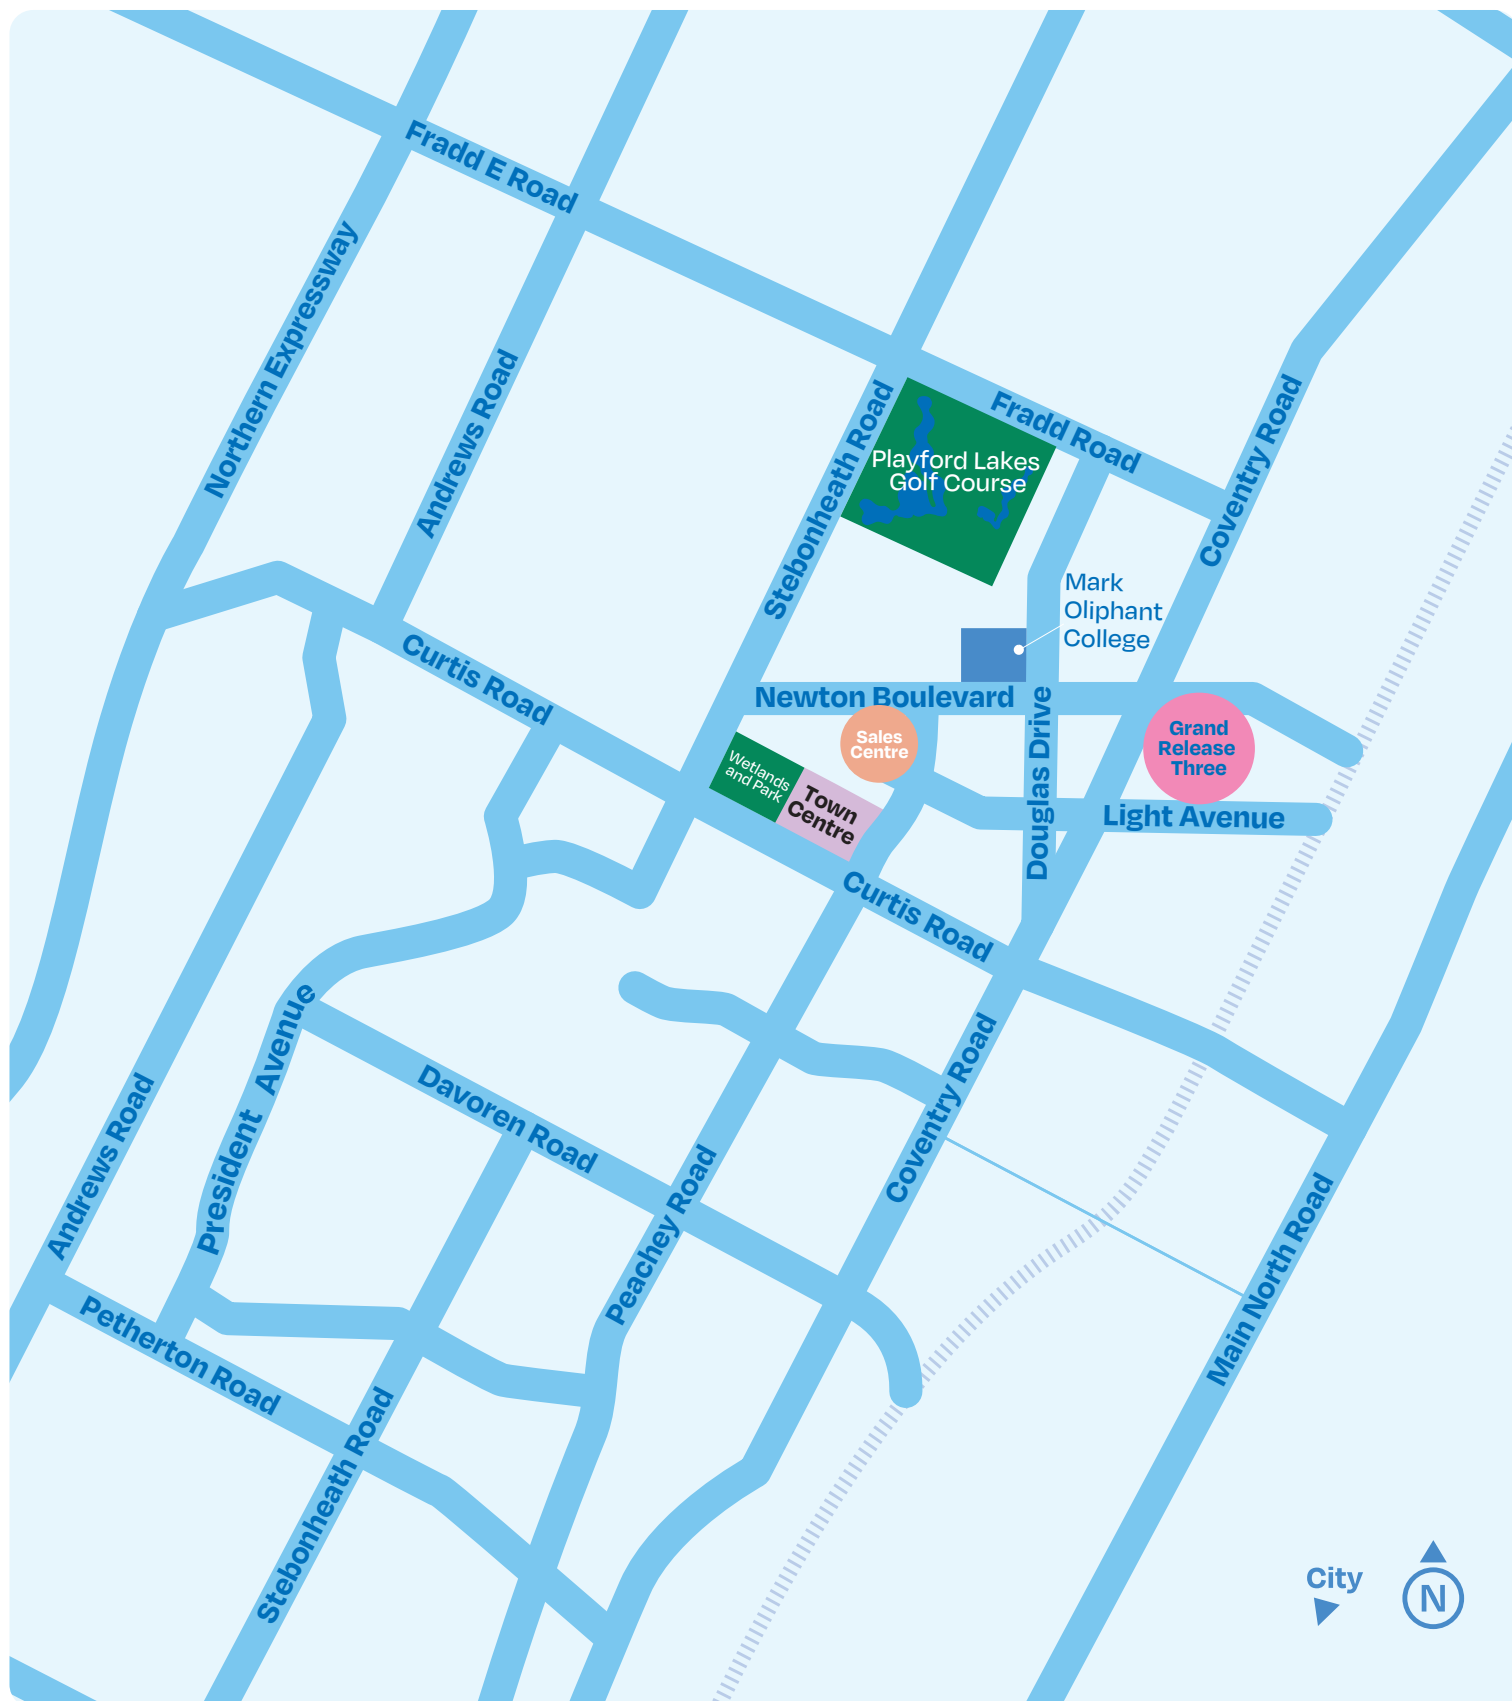 Fradd E Road
Northern Expressway
Andrews Road
Stebonheath Road
Fradd Road
Coventry Road
Playford Lakes
Golf Course
Mark
Oliphant
College
Curtis Road
Newton Boulevard
Douglas Drive
Sales
Centre
Grand
Release
Three
Wetlands
and Park
Town
Centre
Light Avenue
Curtis Road
President Avenue
Davoren Road
Coventry Road
Andrews Road
Peachey Road
Main North Road
Petherton Road
Stebonheath Road
City
N